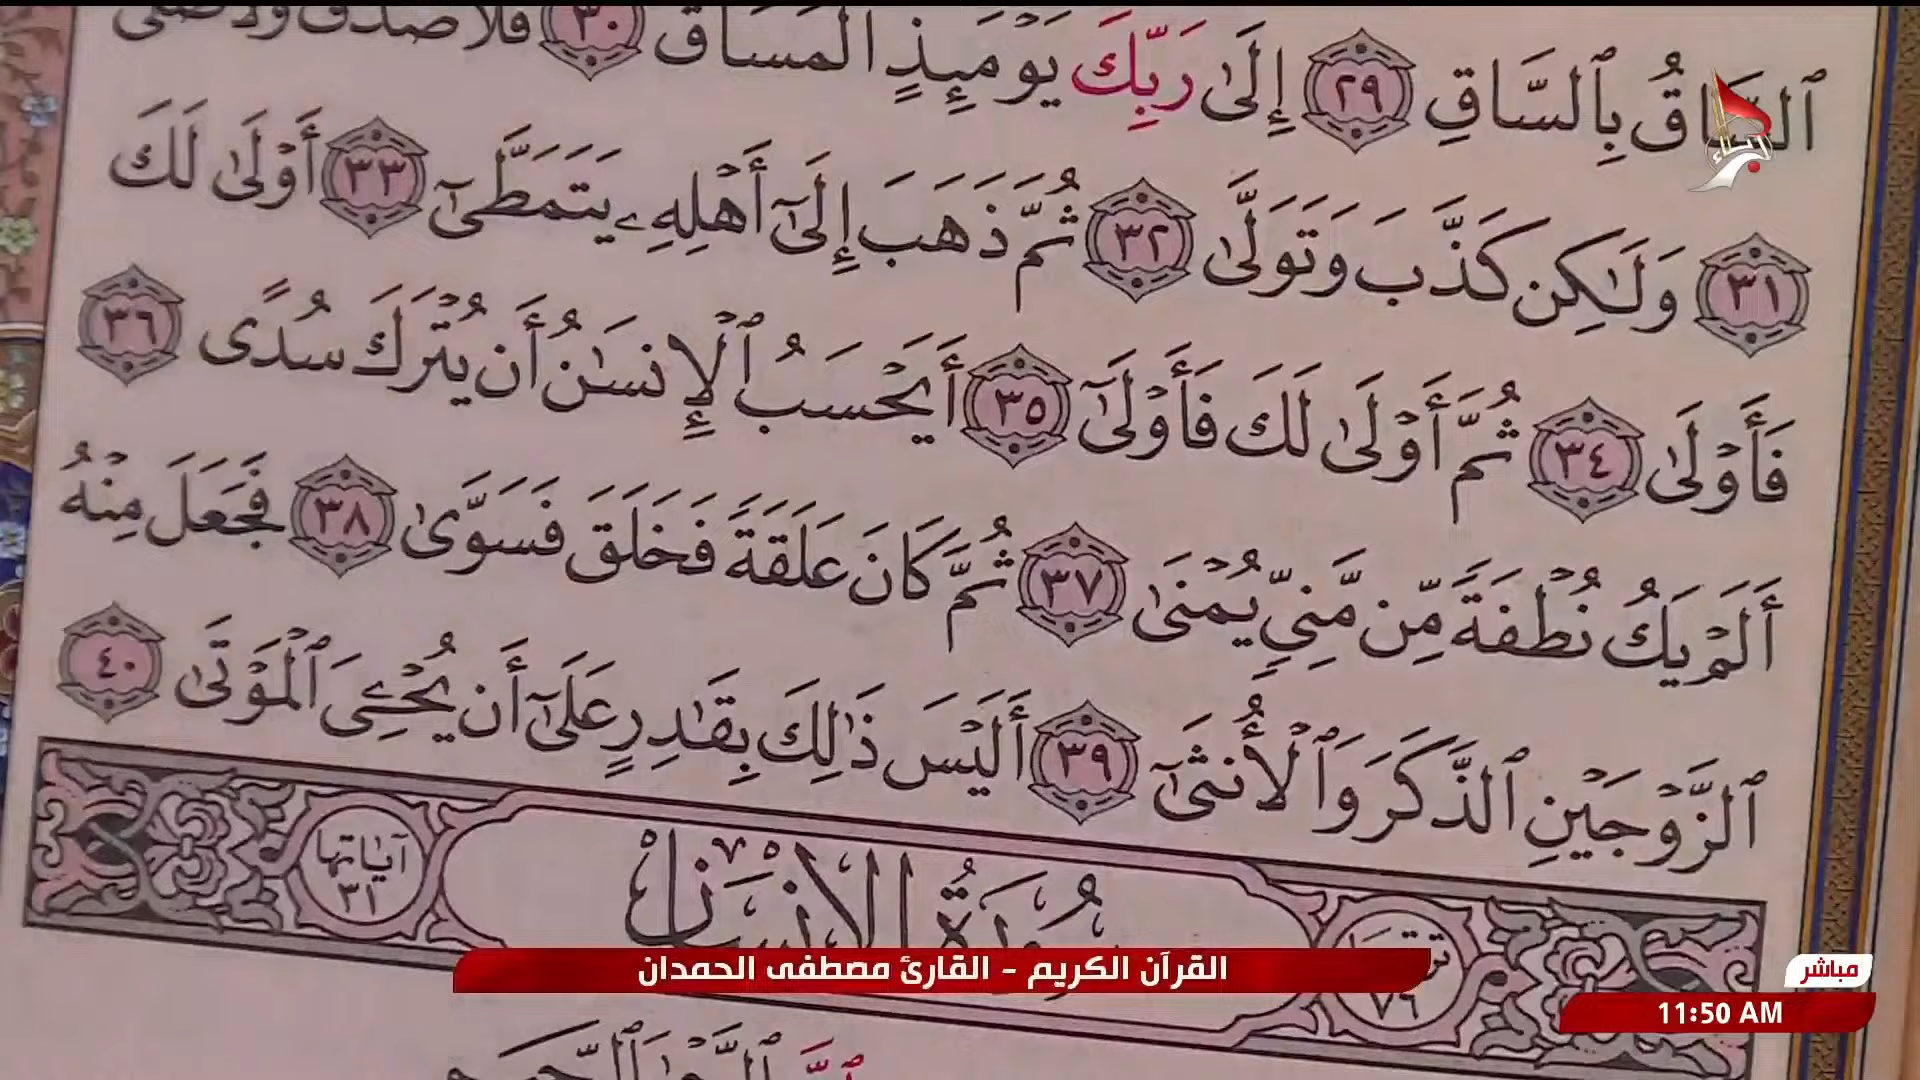 ٱلسَّاقُ بِٱلسَّاقِ ٢٩ إِلَىٰ رَبِّكَ يَوْمَئِذٍ ٱلْمَسَاقُ ٣٠ فَلَا صَدَّقَ وَلَا صَلَّىٰ
٣١ وَلَٰكِن كَذَّبَ وَتَوَلَّىٰ ٣٢ ثُمَّ ذَهَبَ إِلَىٰٓ أَهْلِهِۦ يَتَمَطَّىٰٓ ٣٣ أَوْلَىٰ لَكَ
فَأَوْلَىٰ ٣٤ ثُمَّ أَوْلَىٰ لَكَ فَأَوْلَىٰٓ ٣٥ أَيَحْسَبُ ٱلْإِنسَٰنُ أَن يُتْرَكَ سُدًى ٣٦
أَلَمْ يَكُ نُطْفَةً مِّن مَّنِىٍّ يُمْنَىٰ ٣٧ ثُمَّ كَانَ عَلَقَةً فَخَلَقَ فَسَوَّىٰ ٣٨ فَجَعَلَ مِنْهُ
ٱلزَّوْجَيْنِ ٱلذَّكَرَ وَٱلْأُنثَىٰٓ ٣٩ أَلَيْسَ ذَٰلِكَ بِقَٰدِرٍ عَلَىٰٓ أَن يُحْـِۧىَ ٱلْمَوْتَىٰ ٤٠
سُورَةُ الْإِنْسَانِ
آياتها
٣١
٧٦
القرآن الكريم - القارئ مصطفى الحمدان
مباشر
11:50 AM